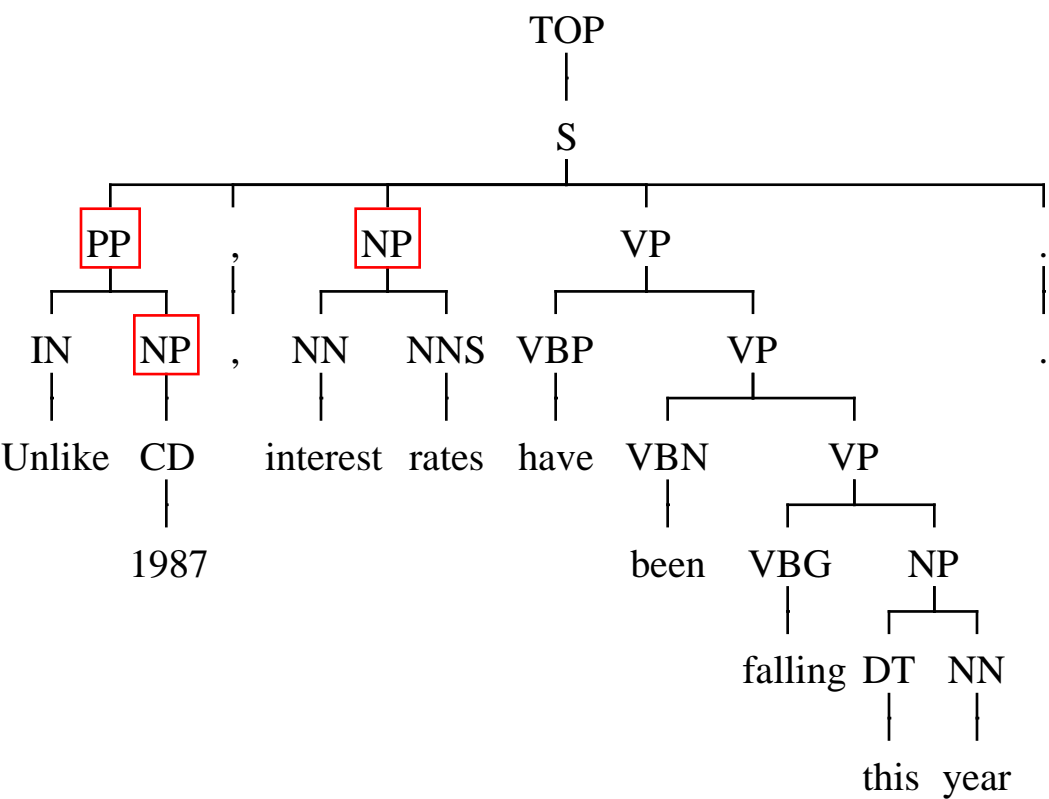 TOP
S
PP , NP VP .
IN NP , NN NNS VBP VP .
Unlike CD interest rates have VBN VP
1987 been VBG NP
falling DT NN
this year